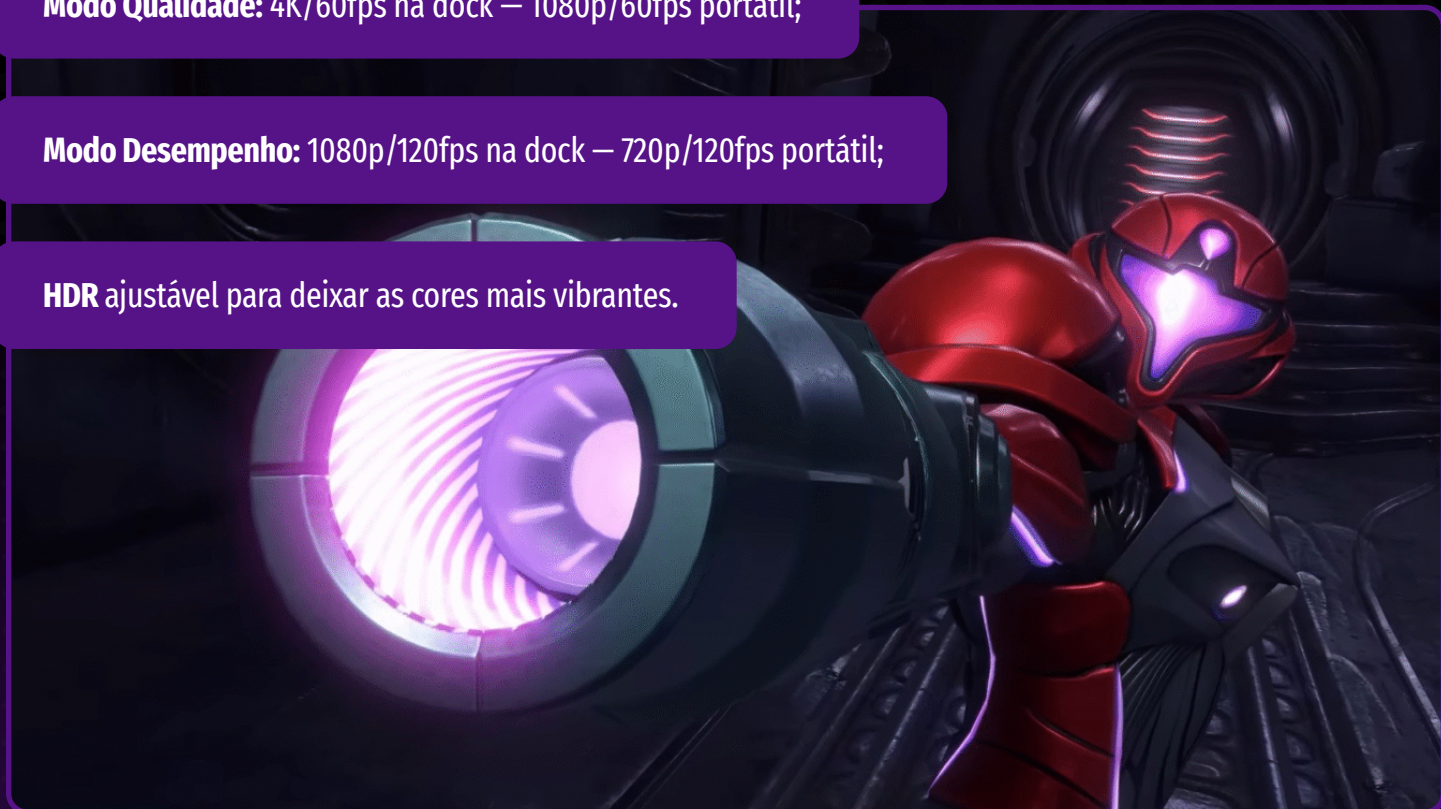 Modo Qualidade: 4K/60fps na dock — 1080p/60fps portátil;
Modo Desempenho: 1080p/120fps na dock — 720p/120fps portátil;
HDR ajustável para deixar as cores mais vibrantes.